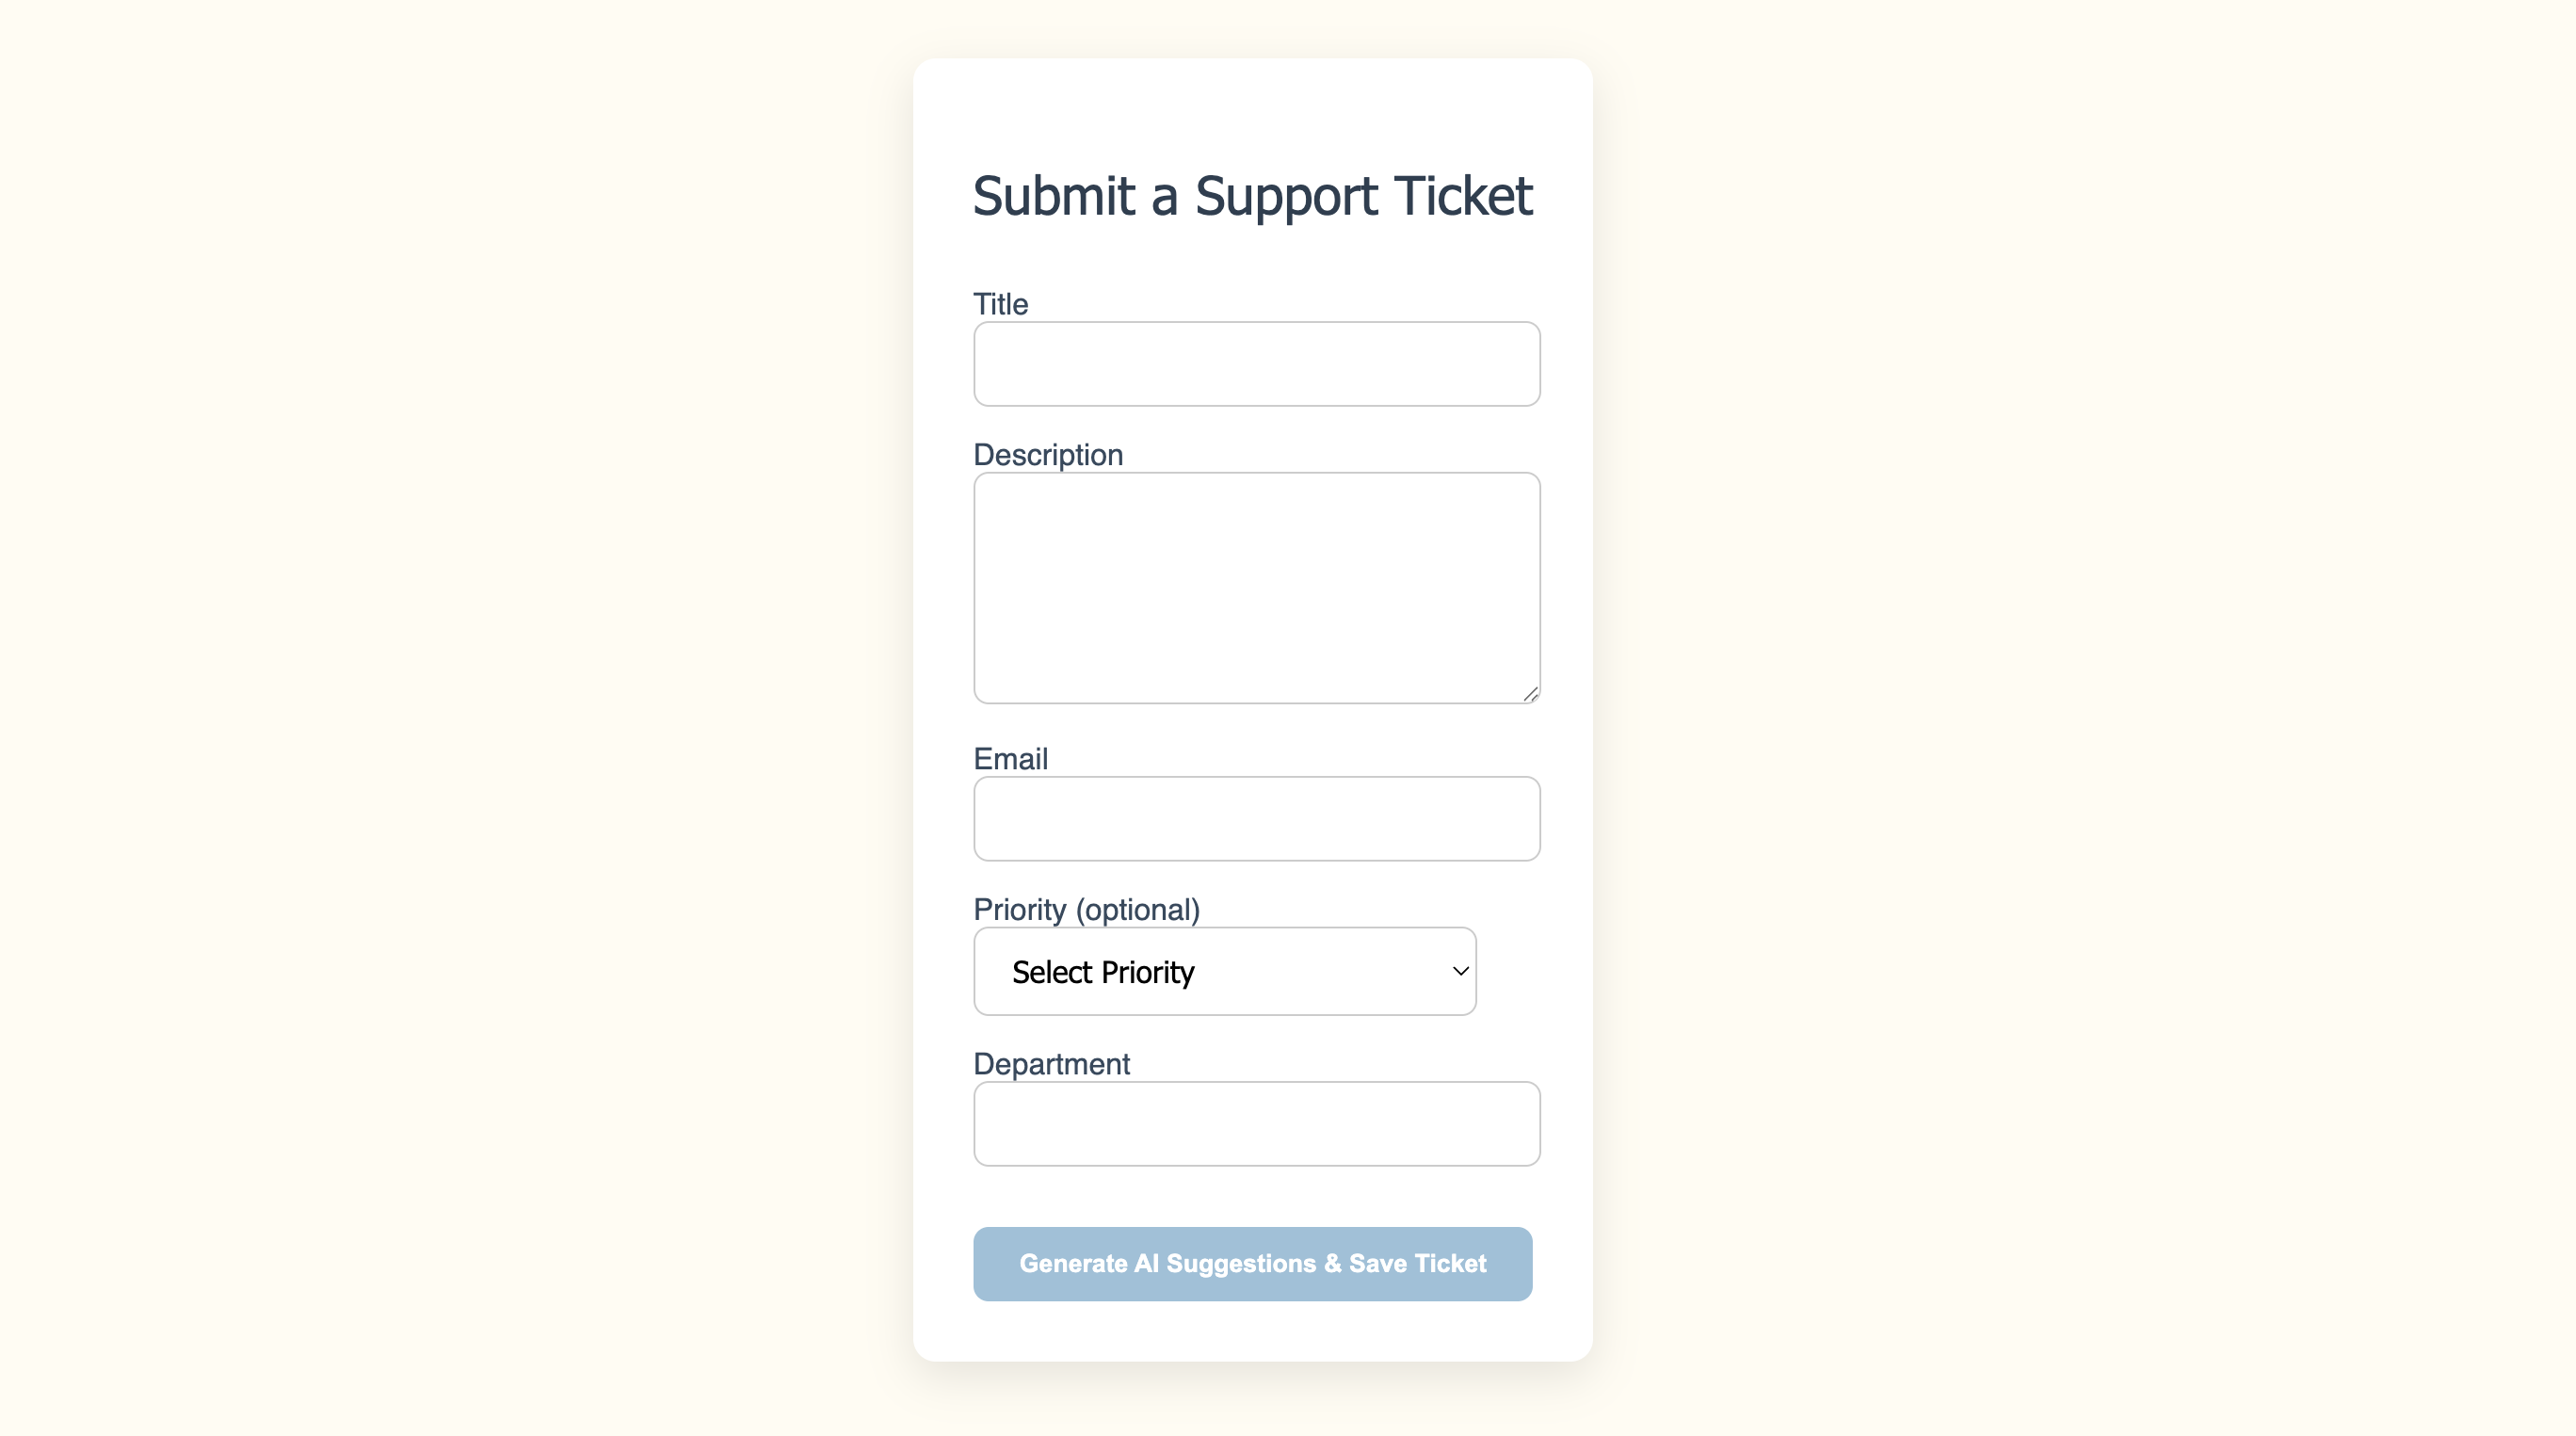 Submit a Support Ticket
Title
Description
Email
Priority (optional)
Select Priority
Department
Generate AI Suggestions & Save Ticket